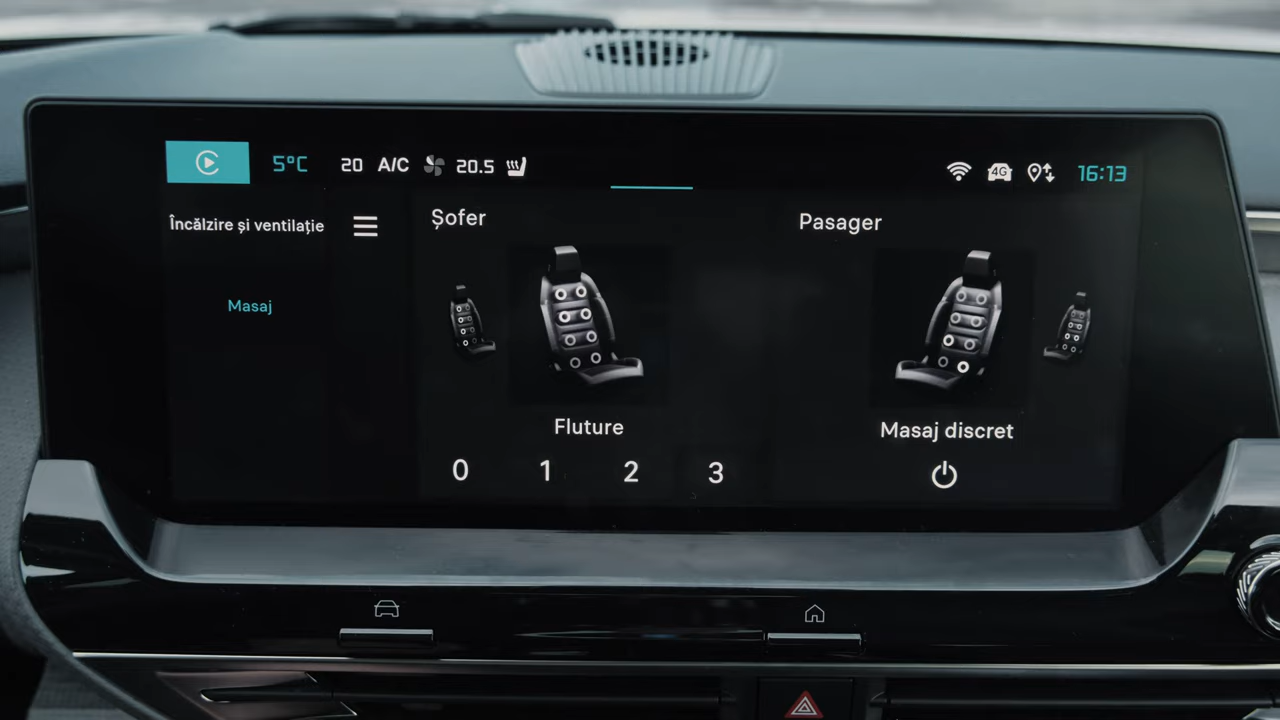 5°C 20 A/C 20.5 4G 16:13
Încălzire și ventilație
Masaj
Șofer
Fluture
0 1 2 3
Pasager
Masaj discret